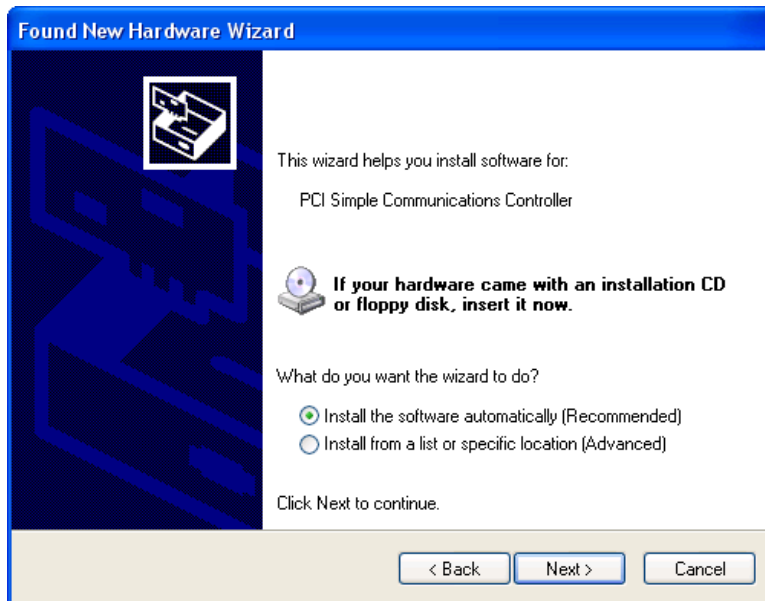 Found New Hardware Wizard
This wizard helps you install software for:
PCI Simple Communications Controller
If your hardware came with an installation CD
or floppy disk, insert it now.
What do you want the wizard to do?
Install the software automatically (Recommended)
Install from a list or specific location (Advanced)
Click Next to continue.
< Back Next > Cancel